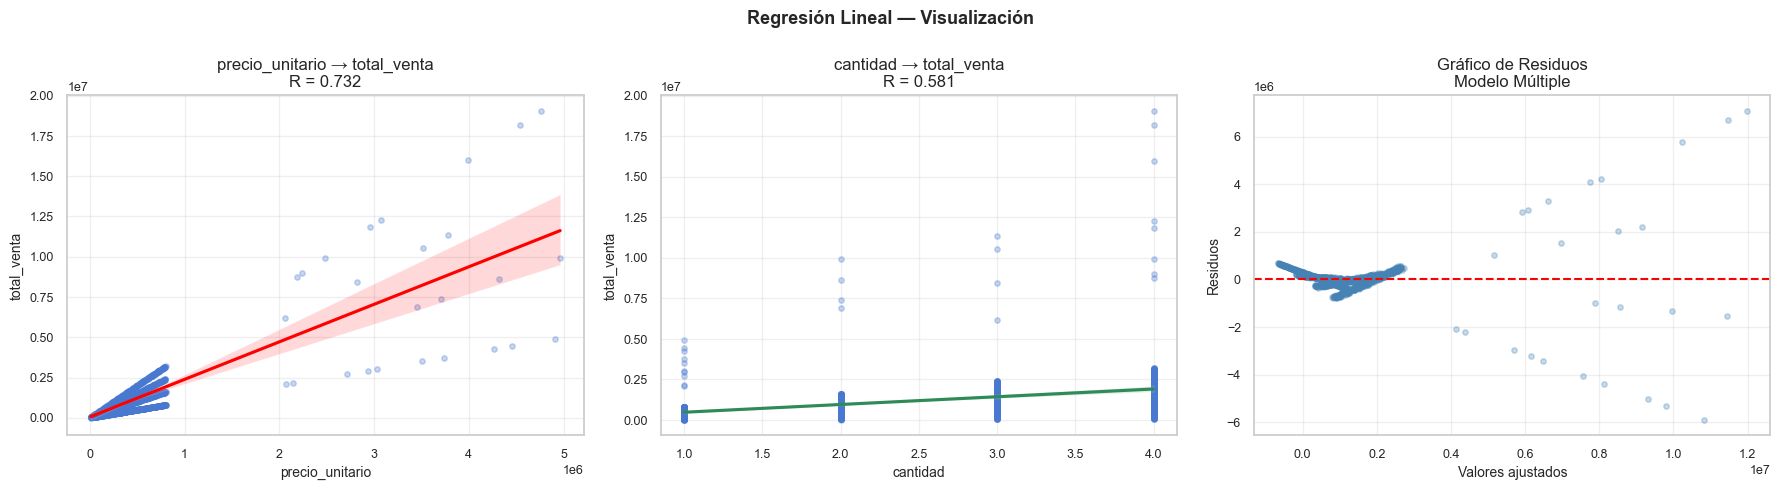 Regresión Lineal — Visualización
precio_unitario → total_venta
R = 0.732
1e7
2.00
1.75
1.50
1.25
1.00
0.75
0.50
0.25
0.00
total_venta
0
1
2
3
4
5
1e6
precio_unitario
cantidad → total_venta
R = 0.581
1e7
2.00
1.75
1.50
1.25
1.00
0.75
0.50
0.25
0.00
total_venta
1.0
1.5
2.0
2.5
3.0
3.5
4.0
cantidad
Gráfico de Residuos
Modelo Múltiple
1e6
6
4
2
0
−2
−4
−6
Residuos
0.0
0.2
0.4
0.6
0.8
1.0
1.2
1e7
Valores ajustados